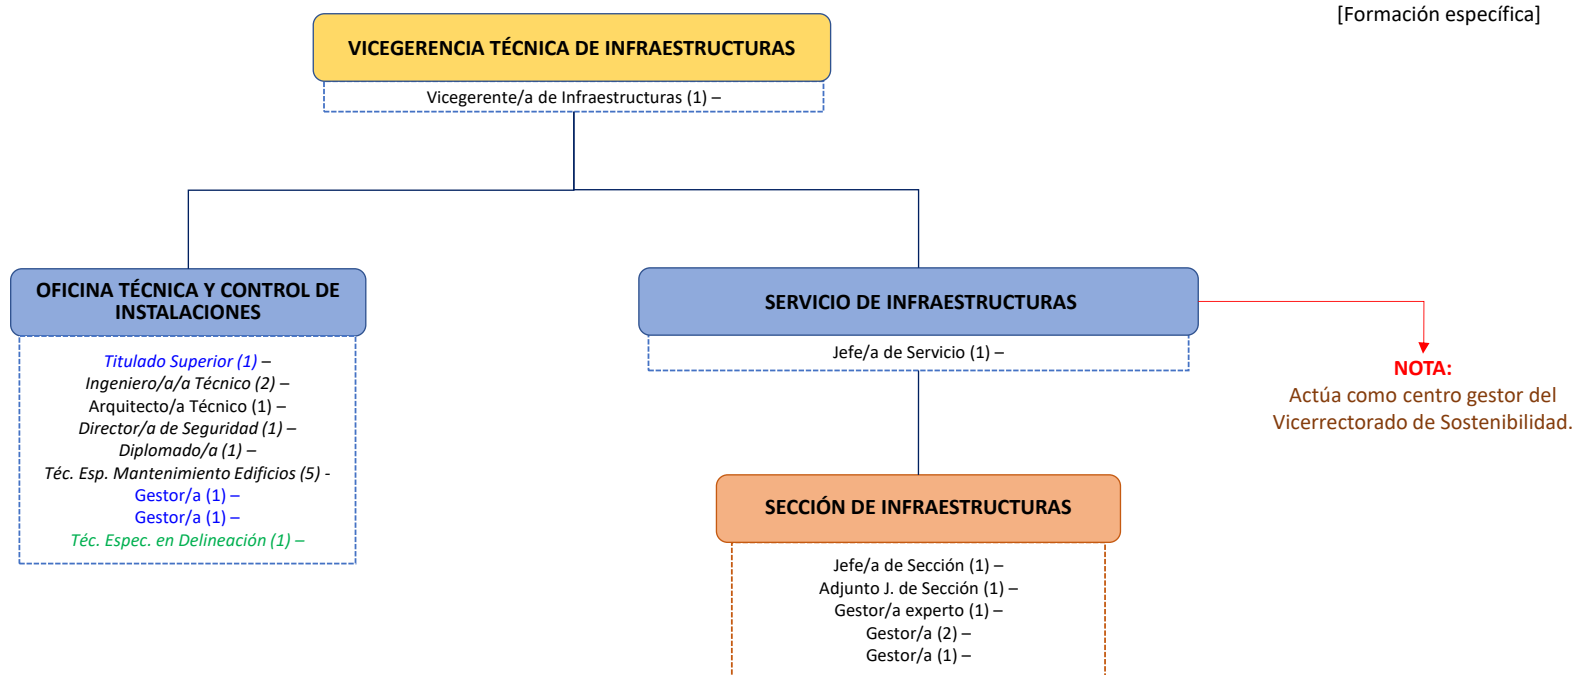 [Formación específica]
VICEGERENCIA TÉCNICA DE INFRAESTRUCTURAS
Vicegerente/a de Infraestructuras (1) –
OFICINA TÉCNICA Y CONTROL DE
INSTALACIONES
Titulado Superior (1) –
Ingeniero/a/a Técnico (2) –
Arquitecto/a Técnico (1) –
Director/a de Seguridad (1) –
Diplomado/a (1) –
Téc. Esp. Mantenimiento Edificios (5) -
Gestor/a (1) –
Gestor/a (1) –
Téc. Espec. en Delineación (1) –
SERVICIO DE INFRAESTRUCTURAS
Jefe/a de Servicio (1) –
NOTA:
Actúa como centro gestor del
Vicerrectorado de Sostenibilidad.
SECCIÓN DE INFRAESTRUCTURAS
Jefe/a de Sección (1) –
Adjunto J. de Sección (1) –
Gestor/a experto (1) –
Gestor/a (2) –
Gestor/a (1) –